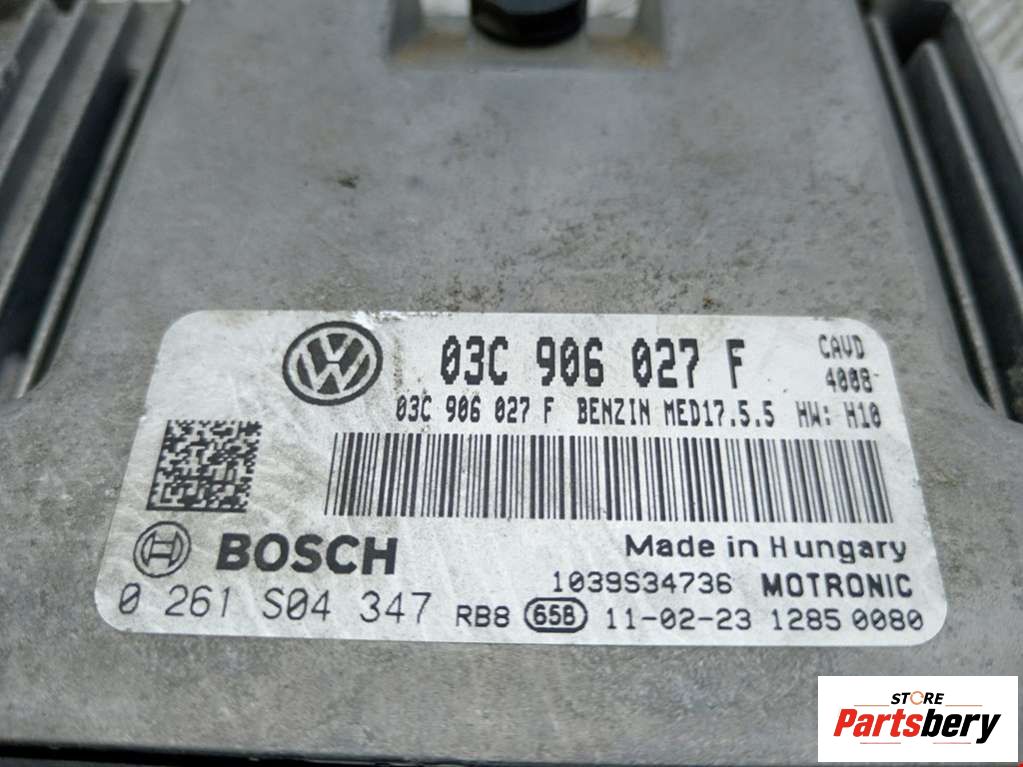 03C 906 027 F CAVD
4008
03C 906 027 F BENZIN MED17.5.5 HW: H10
BOSCH Made in Hungary
1039S34736 MOTRONIC
0 261 S04 347 RB8 658 11-02-23 1285 0080
STORE
Partsbery